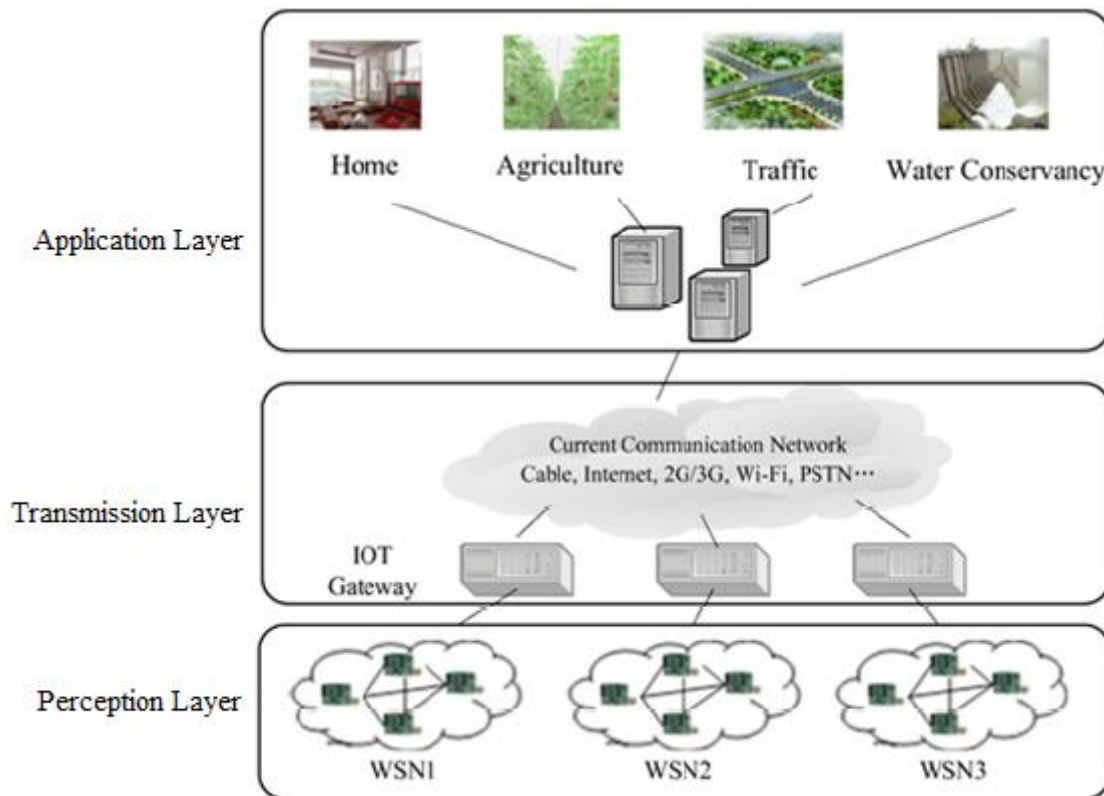 Home
Agriculture
Traffic
Water Conservancy
Application Layer
Current Communication Network
Cable, Internet, 2G/3G, Wi-Fi, PSTN···
Transmission Layer
IOT
Gateway
Perception Layer
WSN1
WSN2
WSN3